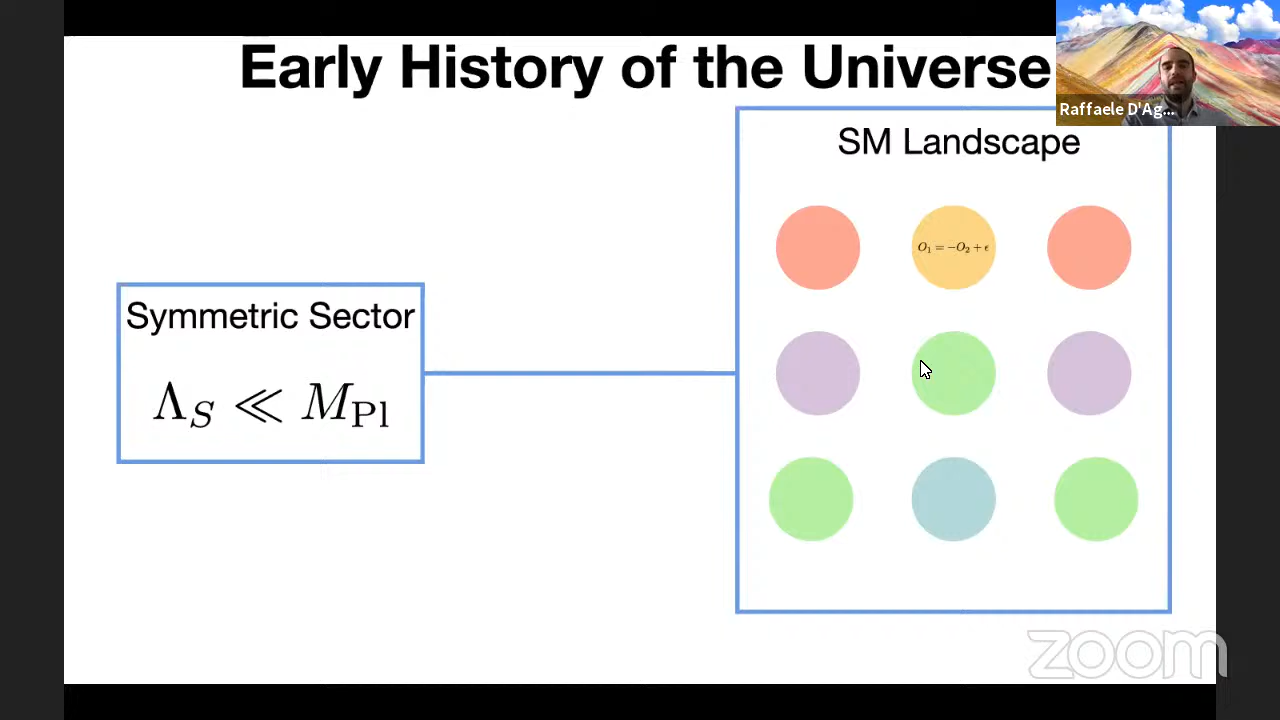 Early History of the Universe
Raffaele D'Ag...
SM Landscape
O₁ = −O₂ + ϵ
Symmetric Sector
Λ_S ≪ M_Pl
zoom